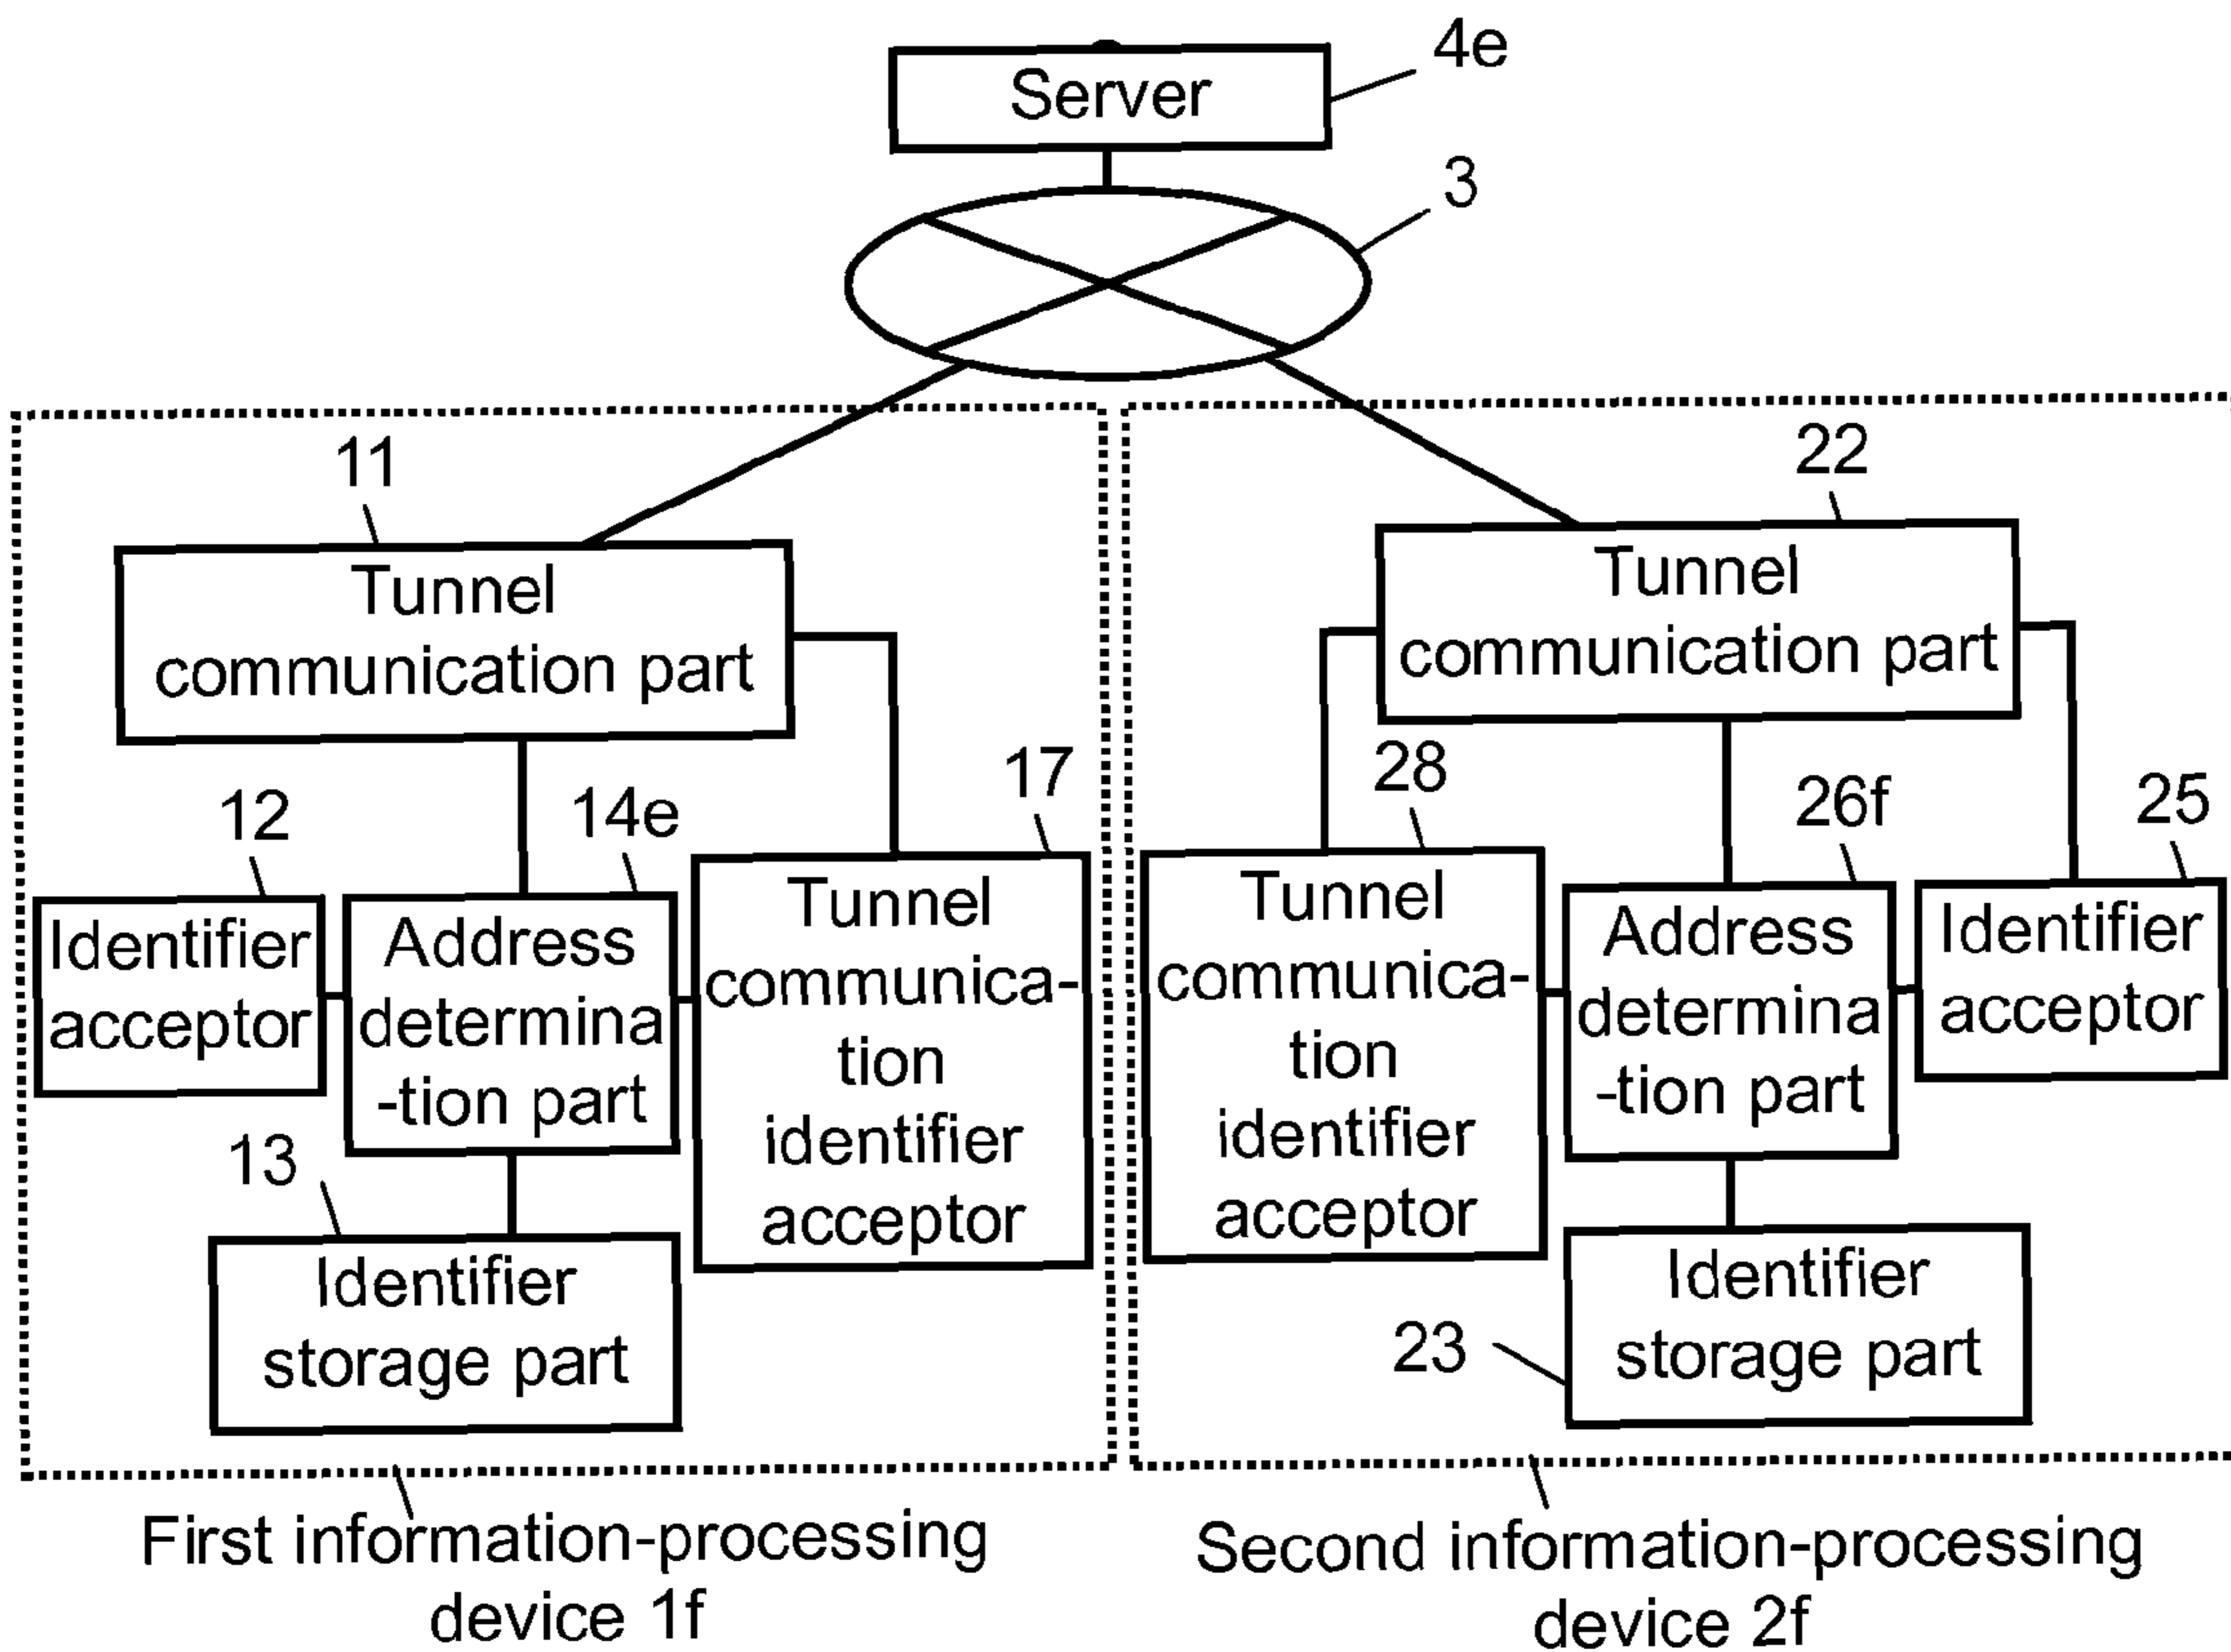 4e
Server
3
11
Tunnel
communication part
12
14e
17
Identifier
acceptor
Address
determina
-tion part
Tunnel
communica-
tion
identifier
acceptor
13
Identifier
storage part
First information-processing
device 1f
22
Tunnel
communication part
28
26f
25
Tunnel
communica-
tion
identifier
acceptor
Address
determina
-tion part
Identifier
acceptor
23
Identifier
storage part
Second information-processing
device 2f